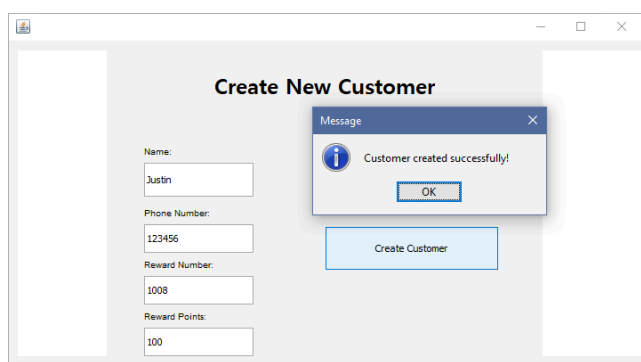 Create New Customer
Message
Customer created successfully!
OK
Name:
Justin
Phone Number:
123456
Create Customer
Reward Number:
1008
Reward Points:
100